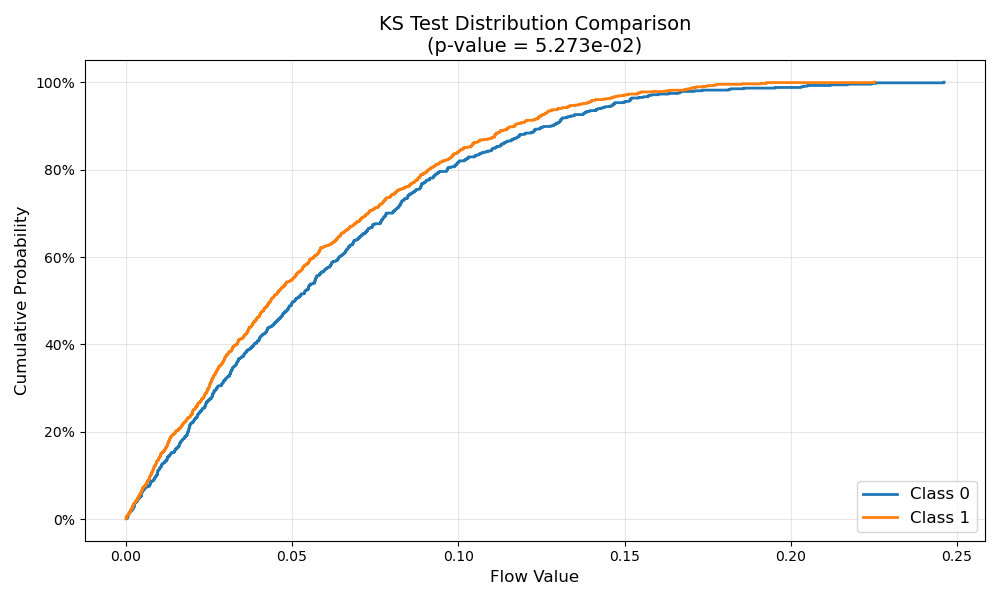 KS Test Distribution Comparison
(p-value = 5.273e-02)
Cumulative Probability
100%
80%
60%
40%
20%
0%
0.00
0.05
0.10
0.15
0.20
0.25
Flow Value
Class 0
Class 1